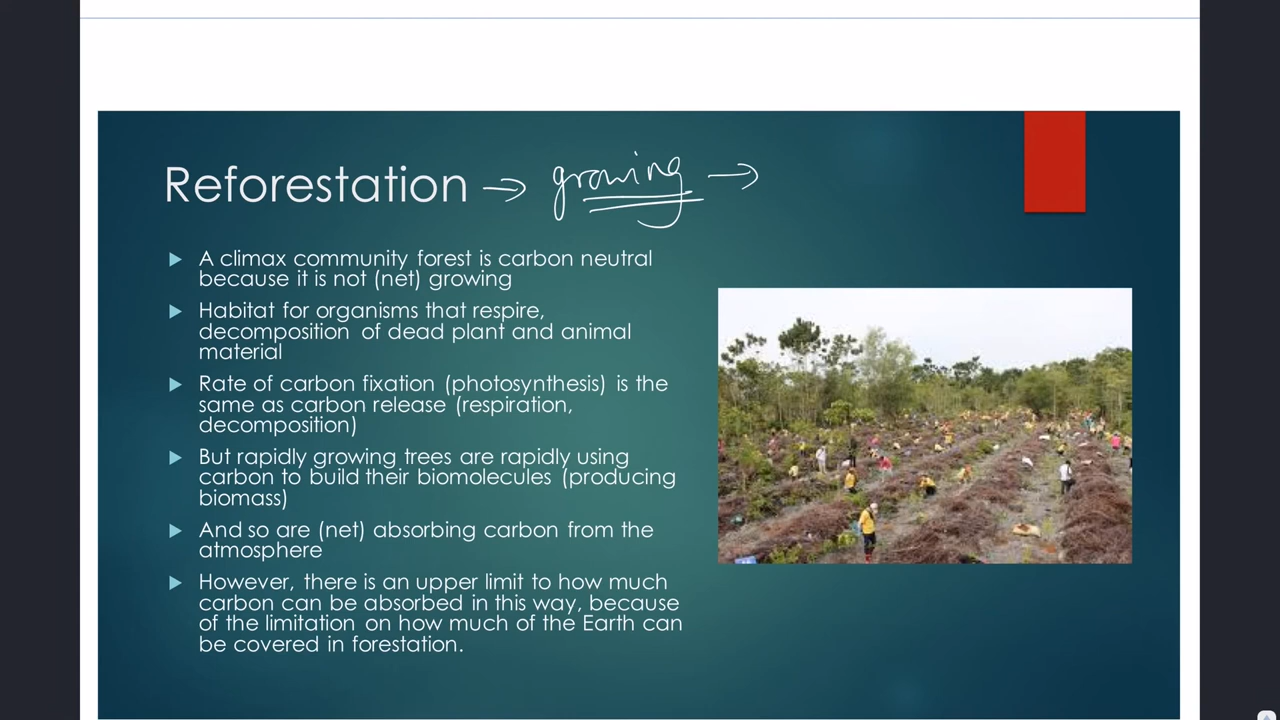 Reforestation → growing →
A climax community forest is carbon neutral
because it is not (net) growing
Habitat for organisms that respire,
decomposition of dead plant and animal
material
Rate of carbon fixation (photosynthesis) is the
same as carbon release (respiration,
decomposition)
But rapidly growing trees are rapidly using
carbon to build their biomolecules (producing
biomass)
And so are (net) absorbing carbon from the
atmosphere
However, there is an upper limit to how much
carbon can be absorbed in this way, because
of the limitation on how much of the Earth can
be covered in forestation.